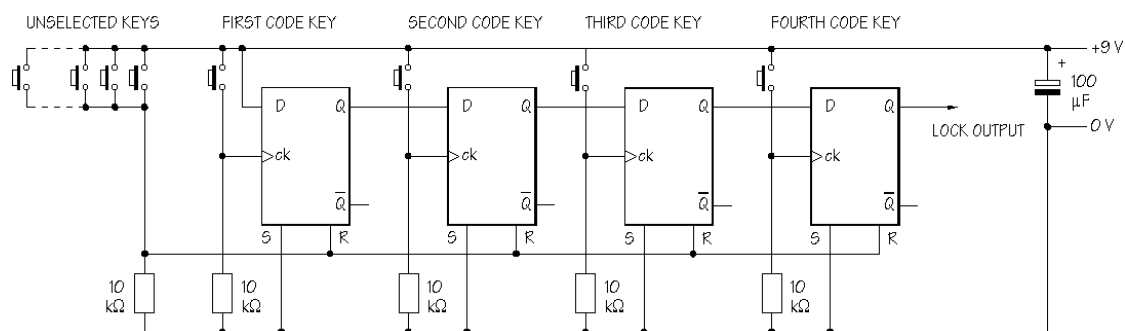 UNSELECTED KEYS FIRST CODE KEY SECOND CODE KEY THIRD CODE KEY FOURTH CODE KEY
+9 V
+
100
µF
D Q D Q D Q D Q
LOCK OUTPUT
0 V
ck ck ck ck
Q̅ Q̅ Q̅ Q̅
S R S R S R S R
10 10 10 10 10
kΩ kΩ kΩ kΩ kΩ